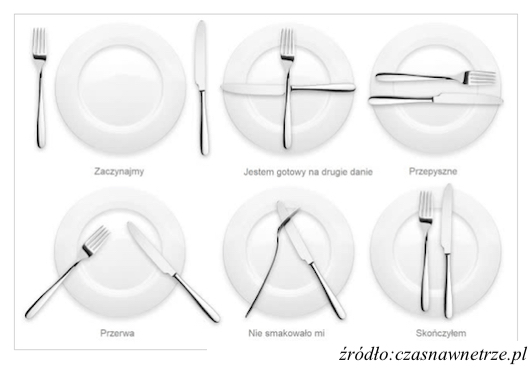 Zaczynajmy
Jestem gotowy na drugie danie
Przepyszne
Przerwa
Nie smakowało mi
Skończyłem
źródło:czasnawnetrze.pl